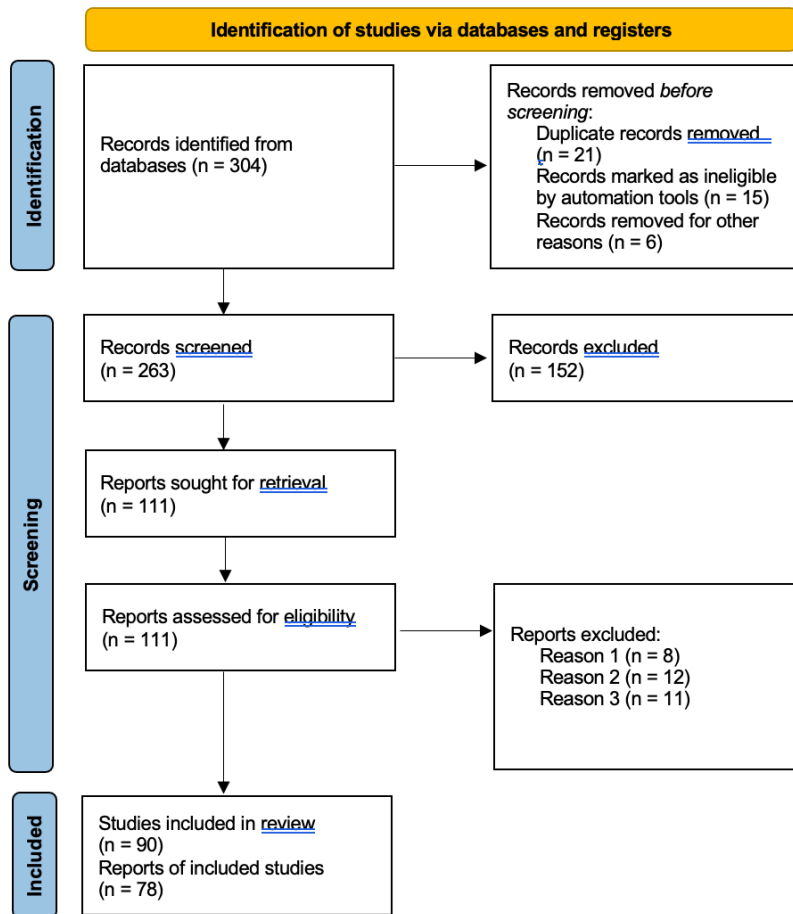 Identification of studies via databases and registers
Identification
Records identified from
databases (n = 304)
Records removed before
screening:
Duplicate records removed
(n = 21)
Records marked as ineligible
by automation tools (n = 15)
Records removed for other
reasons (n = 6)
Screening
Records screened
(n = 263)
Records excluded
(n = 152)
Reports sought for retrieval
(n = 111)
Reports assessed for eligibility
(n = 111)
Reports excluded:
Reason 1 (n = 8)
Reason 2 (n = 12)
Reason 3 (n = 11)
Included
Studies included in review
(n = 90)
Reports of included studies
(n = 78)